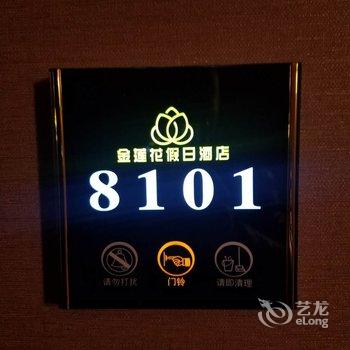 金莲花假日酒店
8101
请勿打扰 门铃 请即清理
艺龙
eLong